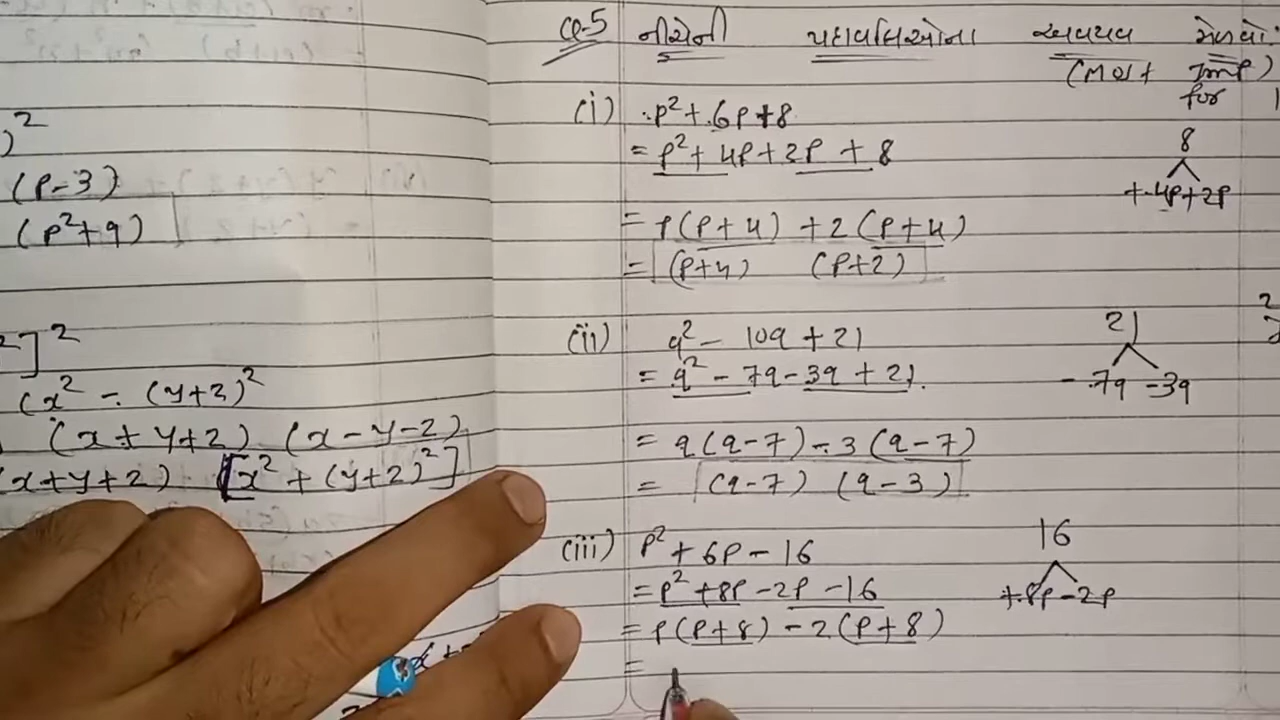 )²
(P-3)
(P²+9)
²]²
(x² - (y+2)²
(x+y+2) (x-y-2)
(x+y+2) [x² + (y+2)²]
Q-5 નીચેની પદાવલિઓના અવયવ મેળવો.
(Most Imp)
for
(i) P² + 6P + 8
= P² + 4P + 2P + 8
8
+4P+2P
= P(P+4) + 2(P+4)
= (P+4) (P+2)
(ii) q² - 10q + 21
= q² - 7q - 3q + 21.
21
-7q -3q
= q(q-7) - 3(q-7)
= (q-7) (q-3)
(iii) P² + 6P - 16
= P² + 8P - 2P - 16
16
+8P -2P
= P(P+8) - 2(P+8)
=